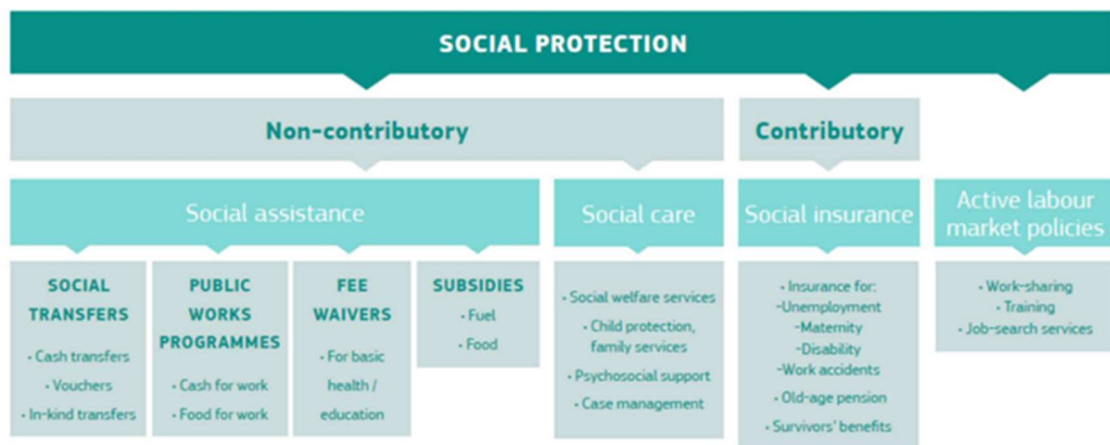 SOCIAL PROTECTION
Non-contributory
Contributory
Social assistance
Social care
Social insurance
Active labour
market policies
SOCIAL
TRANSFERS
• Cash transfers
• Vouchers
• In-kind transfers
PUBLIC
WORKS
PROGRAMMES
• Cash for work
• Food for work
FEE
WAIVERS
• For basic
health /
education
SUBSIDIES
• Fuel
• Food
• Social welfare services
• Child protection,
family services
• Psychosocial support
• Case management
• Insurance for:
-Unemployment
-Maternity
-Disability
-Work accidents
• Old-age pension
• Survivors' benefits
• Work-sharing
• Training
• Job-search services